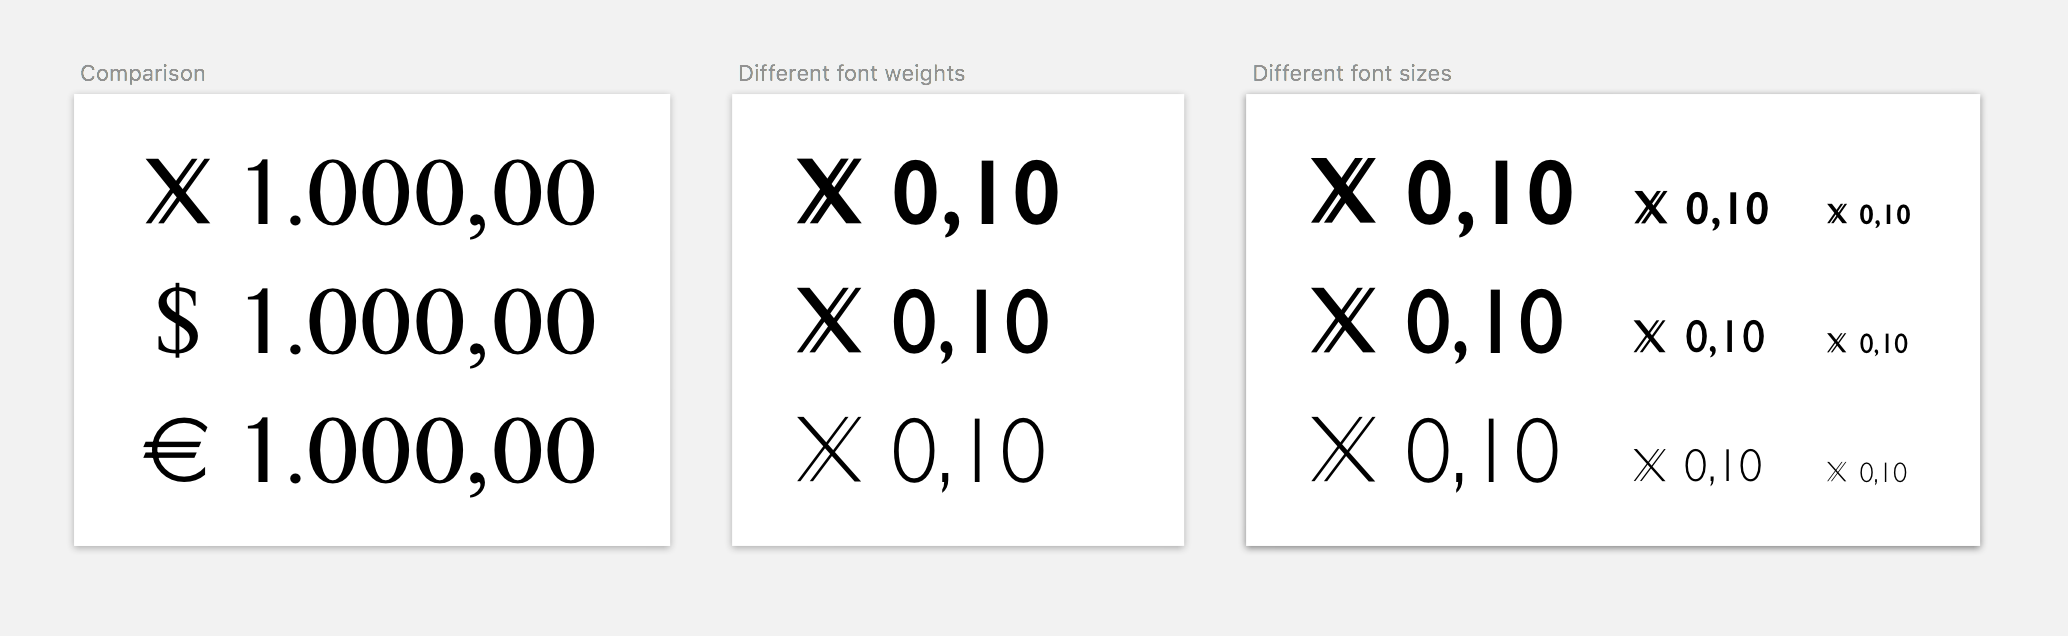 Comparison
𝕏 1.000,00
$ 1.000,00
€ 1.000,00
Different font weights
𝕏 0,10
𝕏 0,10
𝕏 0,10
Different font sizes
𝕏 0,10 𝕏 0,10 𝕏 0,10
𝕏 0,10 𝕏 0,10 𝕏 0,10
𝕏 0,10 𝕏 0,10 𝕏 0,10